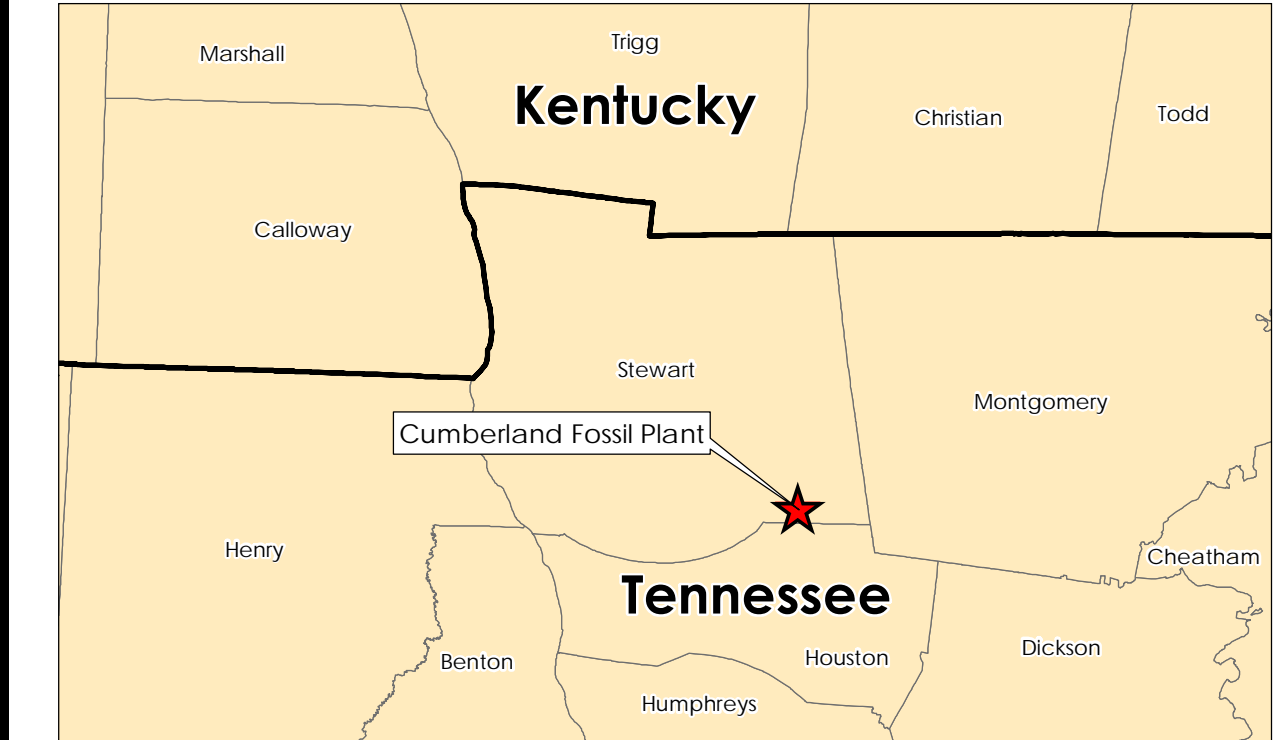 Marshall
Trigg
Kentucky
Christian
Todd
Calloway
Stewart
Montgomery
Cumberland Fossil Plant
Henry
Cheatham
Tennessee
Benton
Houston
Dickson
Humphreys